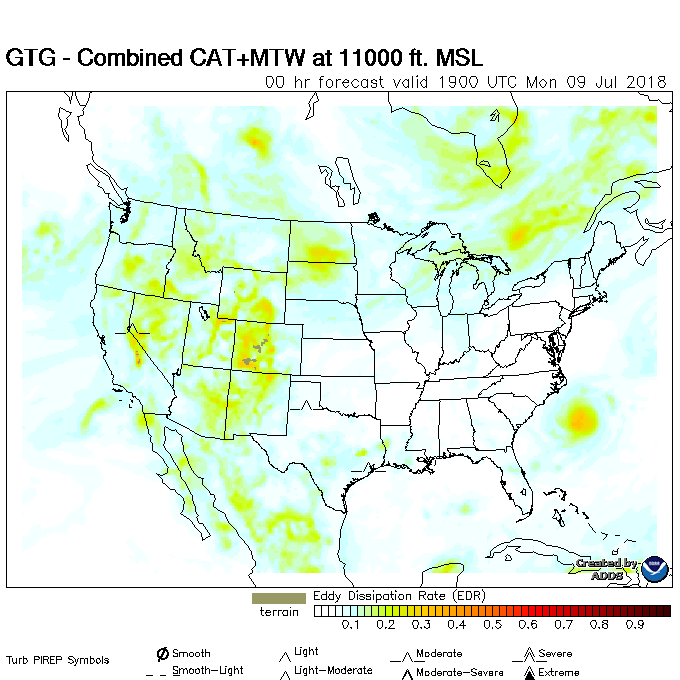 GTG - Combined CAT+MTW at 11000 ft. MSL
00 hr forecast valid 1900 UTC Mon 09 Jul 2018
Created by
ADDS
Eddy Dissipation Rate (EDR)
terrain
0.1 0.2 0.3 0.4 0.5 0.6 0.7 0.8 0.9
Turb PIREP Symbols
Smooth
Light
Moderate
Severe
Smooth-Light
Light-Moderate
Moderate-Severe
Extreme